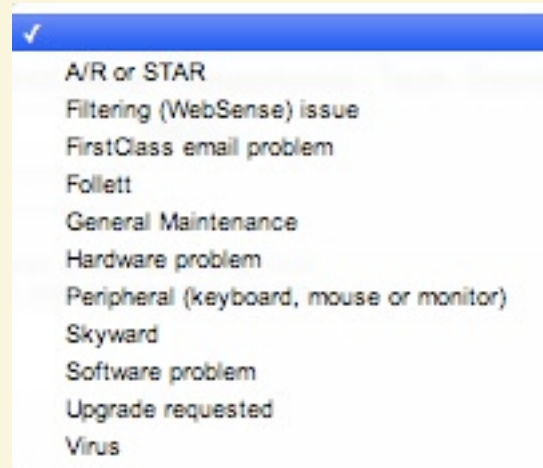 ✓
A/R or STAR
Filtering (WebSense) issue
FirstClass email problem
Follett
General Maintenance
Hardware problem
Peripheral (keyboard, mouse or monitor)
Skyward
Software problem
Upgrade requested
Virus